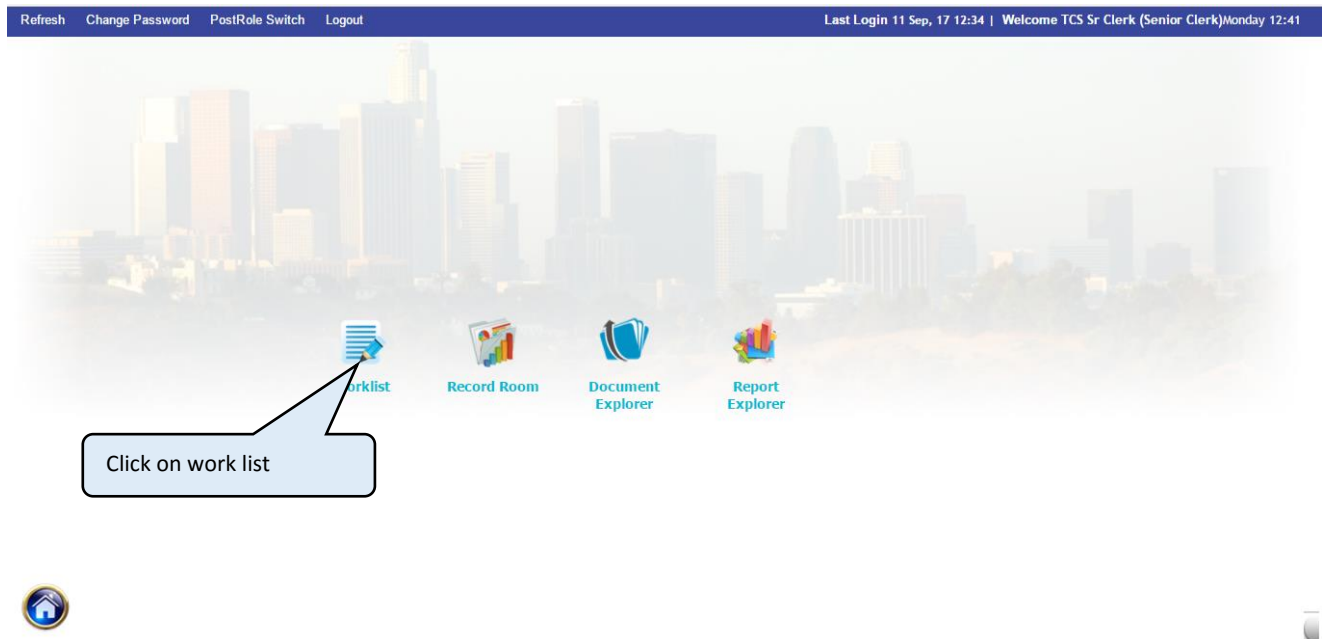 Refresh Change Password PostRole Switch Logout Last Login 11 Sep, 17 12:34 | Welcome TCS Sr Clerk (Senior Clerk)Monday 12:41
orklist Record Room Document Explorer Report Explorer
Click on work list